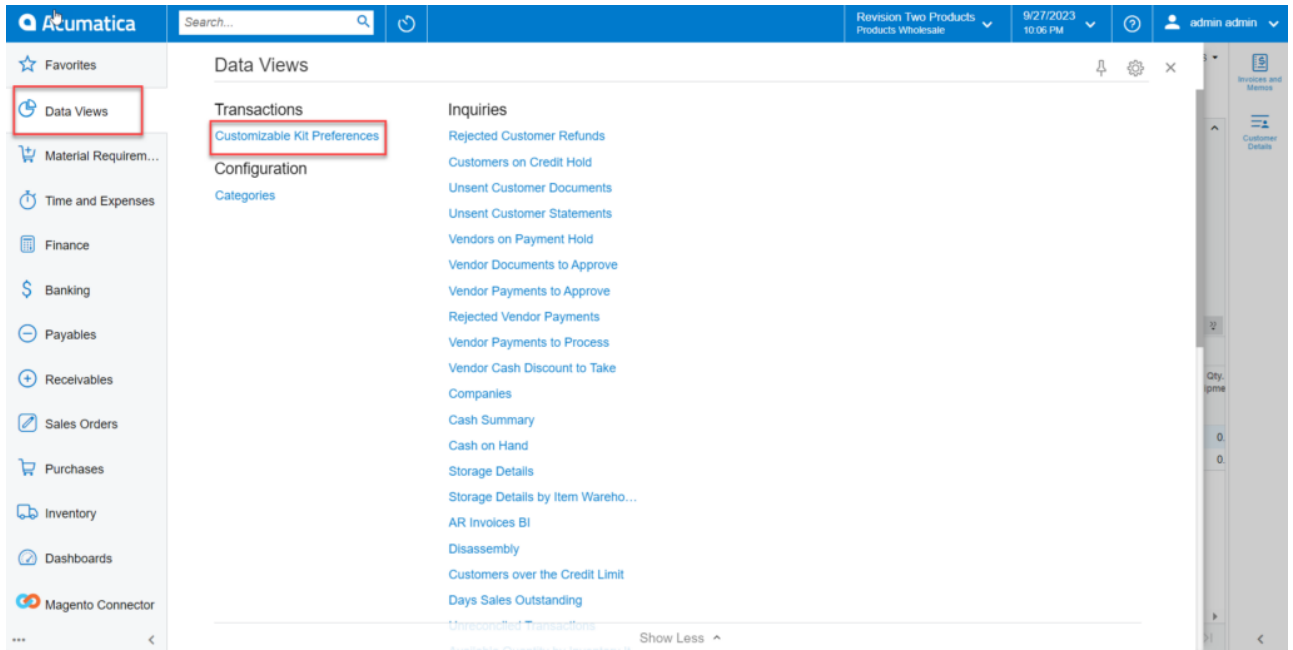 Acumatica
Search...
Revision Two Products
Products Wholesale
9/27/2023
10:06 PM
admin admin
Favorites
Data Views
Material Requirem...
Time and Expenses
Finance
Banking
Payables
Receivables
Sales Orders
Purchases
Inventory
Dashboards
Magento Connector
Data Views
Transactions
Customizable Kit Preferences
Configuration
Categories
Inquiries
Rejected Customer Refunds
Customers on Credit Hold
Unsent Customer Documents
Unsent Customer Statements
Vendors on Payment Hold
Vendor Documents to Approve
Vendor Payments to Approve
Rejected Vendor Payments
Vendor Payments to Process
Vendor Cash Discount to Take
Companies
Cash Summary
Cash on Hand
Storage Details
Storage Details by Item Wareho...
AR Invoices BI
Disassembly
Customers over the Credit Limit
Days Sales Outstanding
Unreconciled Transactions
Show Less
Qty.
ipme
0.
0.
Invoices and
Memos
Customer
Details